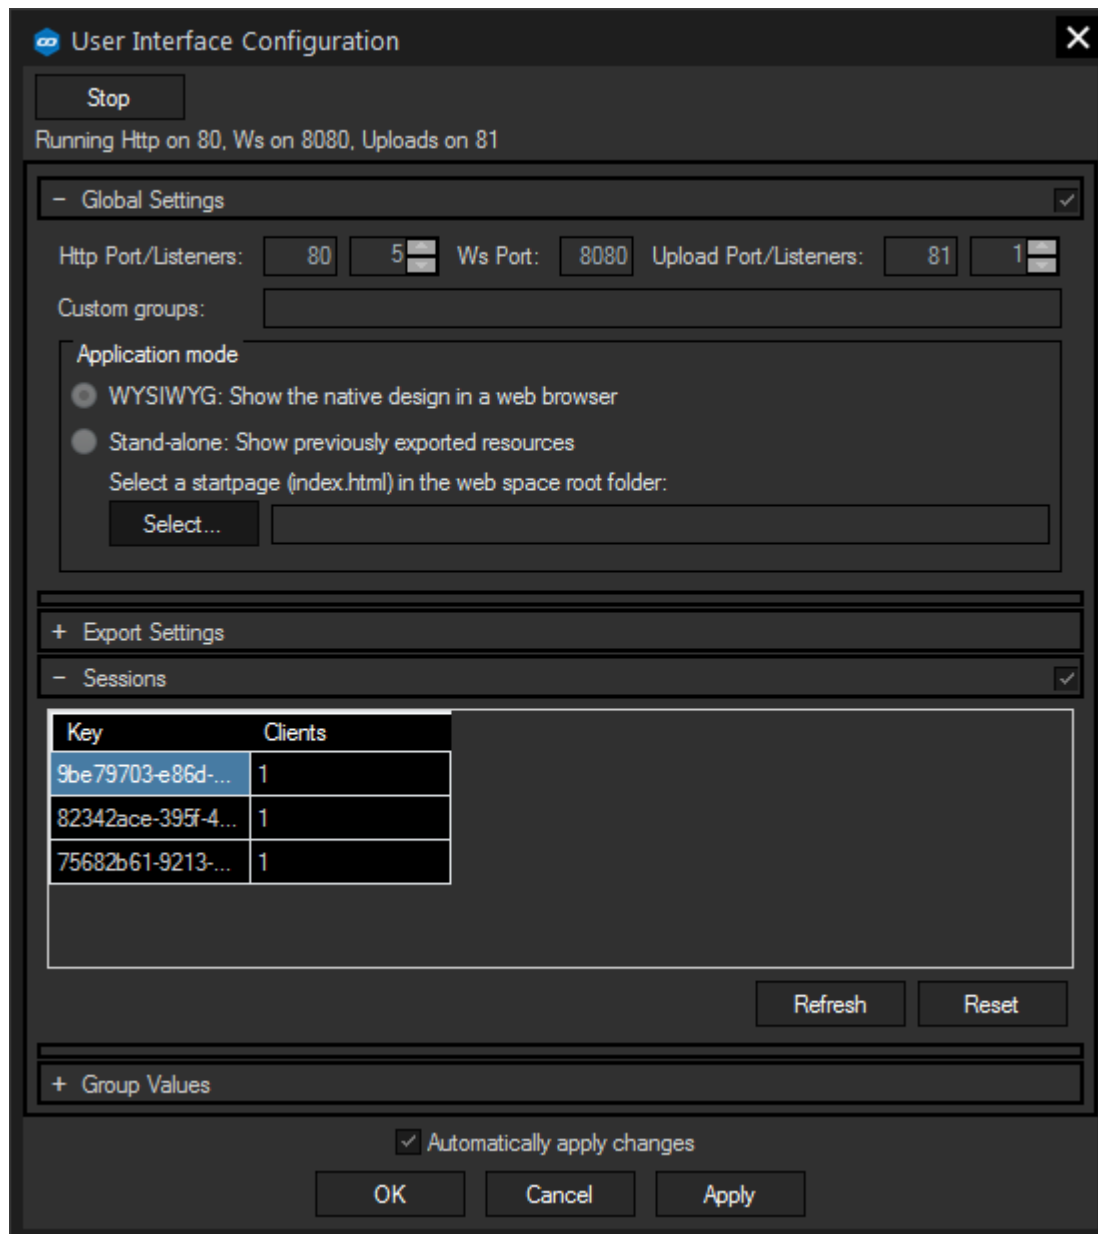 User Interface Configuration
Stop
Running Http on 80, Ws on 8080, Uploads on 81
− Global Settings
Http Port/Listeners: 80 5 Ws Port: 8080 Upload Port/Listeners: 81 1
Custom groups:
Application mode
WYSIWYG: Show the native design in a web browser
Stand-alone: Show previously exported resources
Select a startpage (index.html) in the web space root folder:
Select...
+ Export Settings
− Sessions
Key Clients
9be79703-e86d-... 1
82342ace-395f-4... 1
75682b61-9213-... 1
Refresh Reset
+ Group Values
Automatically apply changes
OK Cancel Apply